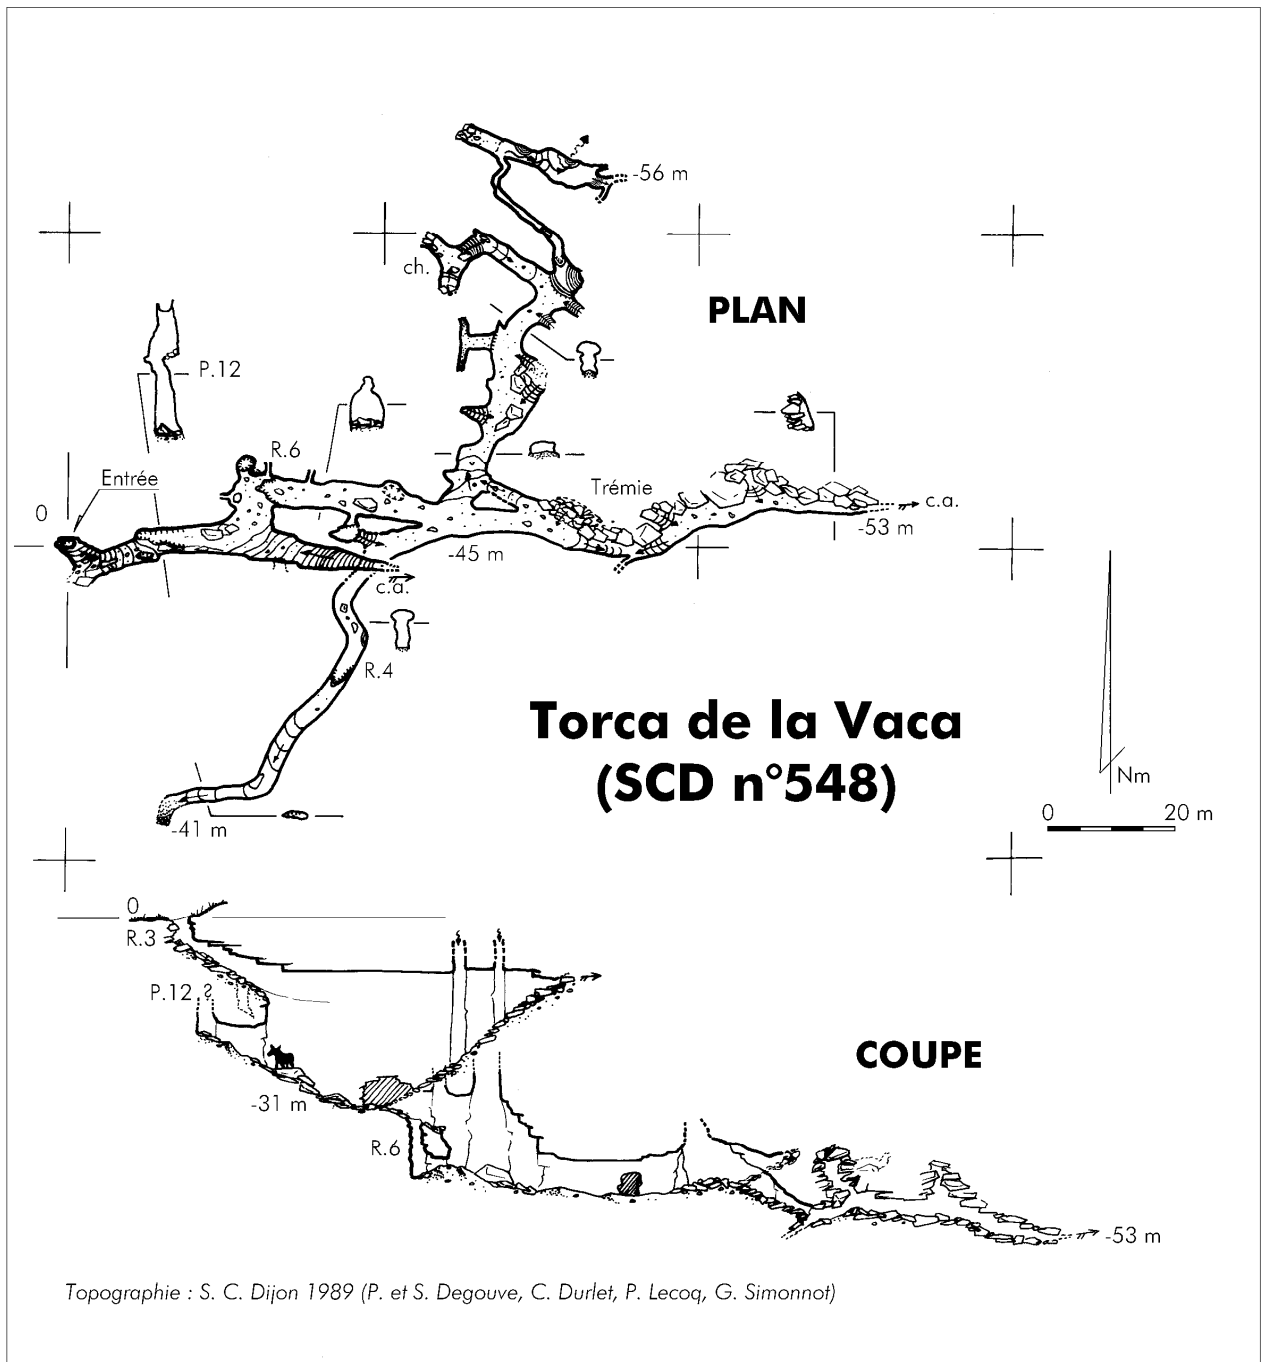 -56 m
ch.
PLAN
P.12
R.6
Entrée
Trémie
0
c.a.
-53 m
-45 m
c.a.
R.4
Torca de la Vaca
(SCD n°548)
Nm
0 20 m
-41 m
0
R.3
P.12 ?
COUPE
-31 m
R.6
-53 m
Topographie : S. C. Dijon 1989 (P. et S. Degouve, C. Durlet, P. Lecoq, G. Simonnot)